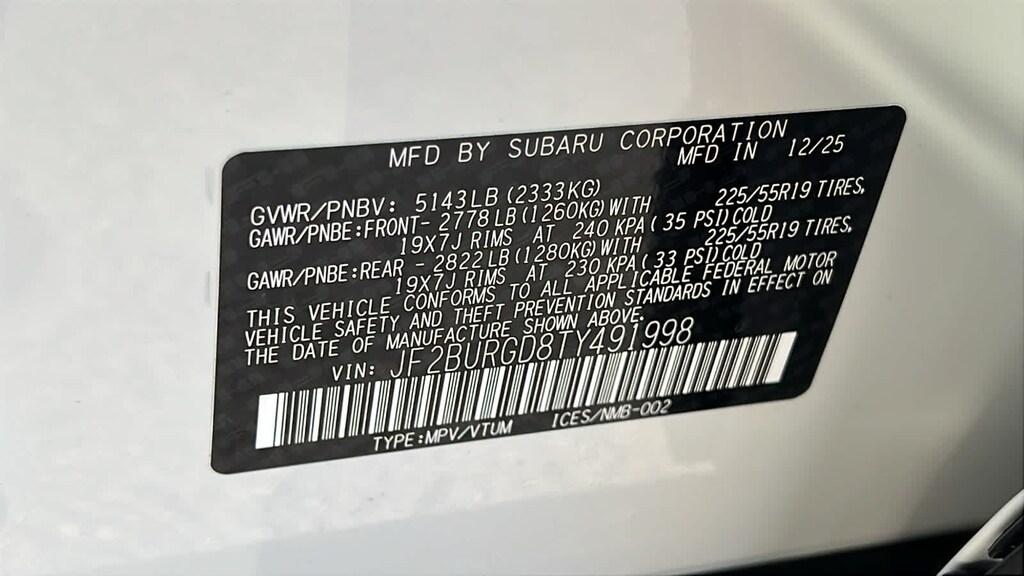 MFD BY SUBARU CORPORATION
MFD IN 12/25
GVWR/PNBV: 5143LB (2333KG)
GAWR/PNBE:FRONT- 2778LB (1260KG) WITH 225/55R19 TIRES,
19X7J RIMS AT 240 KPA ( 35 PSI) COLD
GAWR/PNBE:REAR - 2822LB (1280KG) WITH 225/55R19 TIRES,
19X7J RIMS AT 230 KPA ( 33 PSI) COLD
THIS VEHICLE CONFORMS TO ALL APPLICABLE FEDERAL MOTOR
VEHICLE SAFETY AND THEFT PREVENTION STANDARDS IN EFFECT ON
THE DATE OF MANUFACTURE SHOWN ABOVE.
VIN: JF2BURGD8TY491998
TYPE:MPV/VTUM ICES/NMB-002